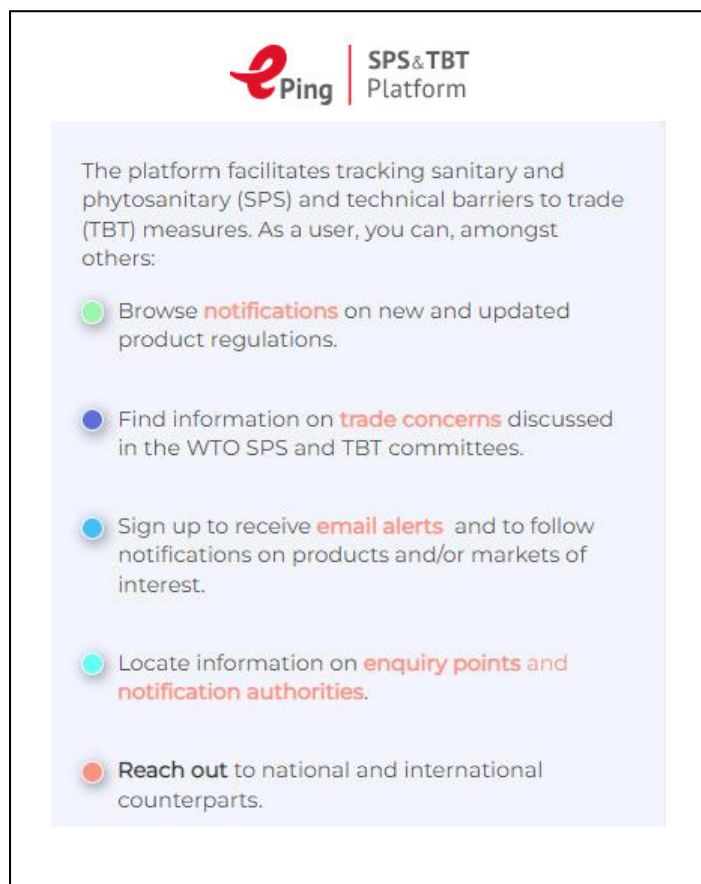 ePing
SPS&TBT
Platform
The platform facilitates tracking sanitary and
phytosanitary (SPS) and technical barriers to trade
(TBT) measures. As a user, you can, amongst
others:
Browse notifications on new and updated
product regulations.
Find information on trade concerns discussed
in the WTO SPS and TBT committees.
Sign up to receive email alerts and to follow
notifications on products and/or markets of
interest.
Locate information on enquiry points and
notification authorities.
Reach out to national and international
counterparts.